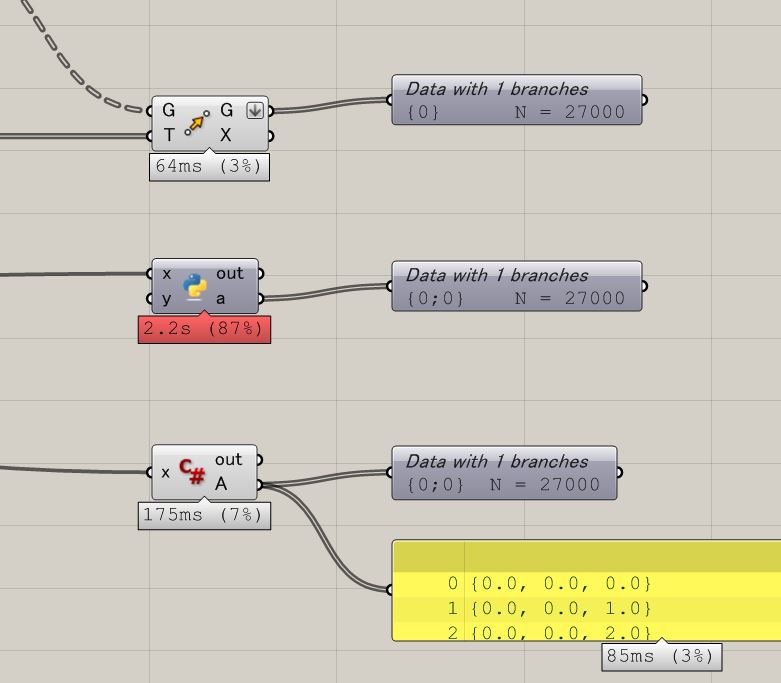 G G
T X
Data with 1 branches
{0} N = 27000
64ms (3%)
x out
y a
Data with 1 branches
{0;0} N = 27000
2.2s (87%)
C#
x out
A
Data with 1 branches
{0;0} N = 27000
175ms (7%)
0 {0.0, 0.0, 0.0}
1 {0.0, 0.0, 1.0}
2 {0.0, 0.0, 2.0}
85ms (3%)